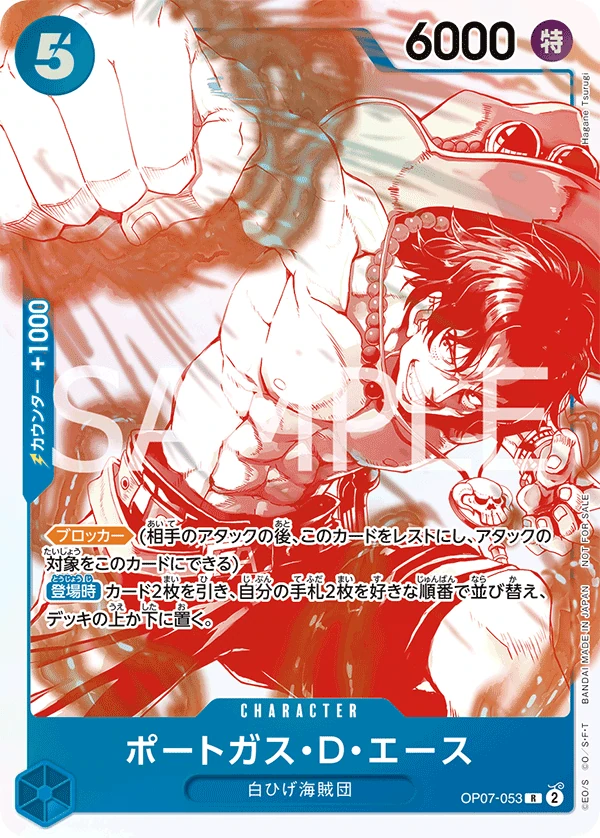 5
6000 特
Hagane Tsurugi
カウンター +1000
SAMPLE
ブロッカー (相手のアタックの後、このカードをレストにし、アタックの
対象をこのカードにできる)
登場時 カード2枚を引き、自分の手札2枚を好きな順番で並び替え、
デッキの上か下に置く。
CHARACTER
ポートガス・D・エース
白ひげ海賊団
OP07-053 R 2
©E.O/S ©O/S・F・T BANDAI MADE IN JAPAN NOT FOR SALE